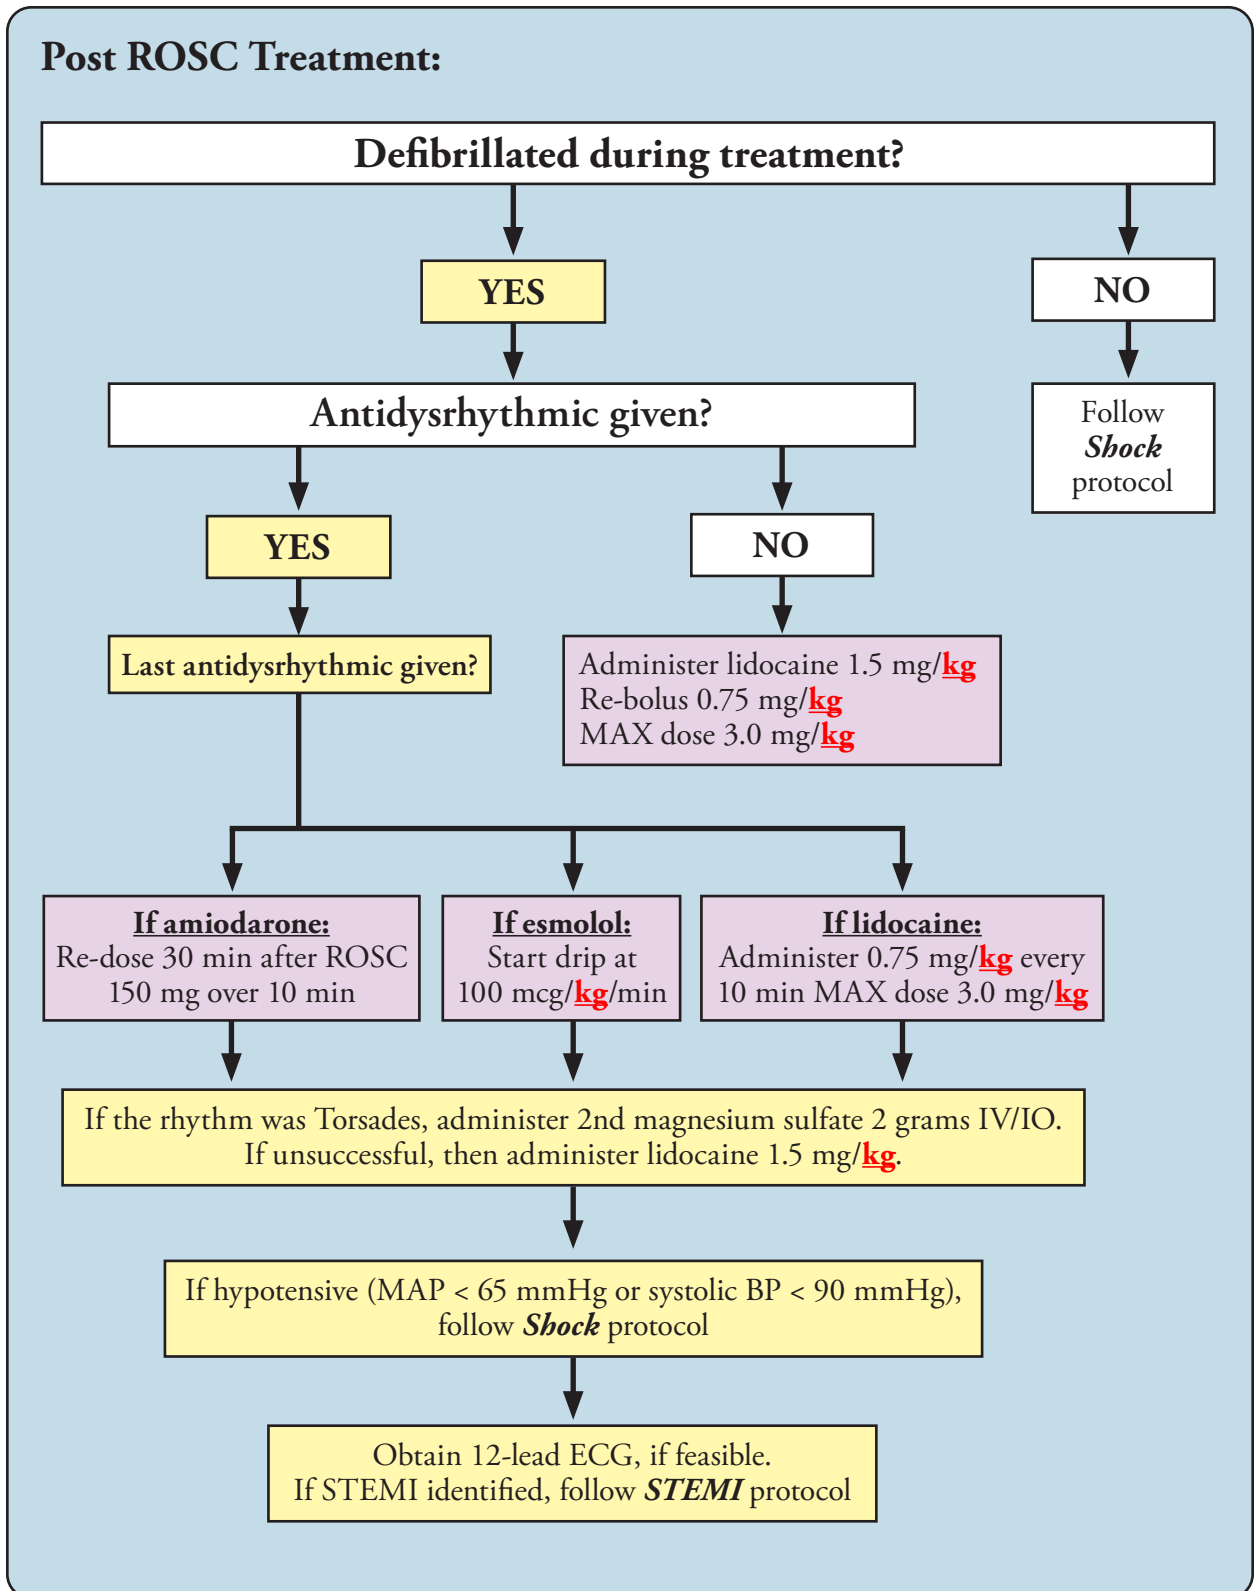 Post ROSC Treatment:
Defibrillated during treatment?
YES
NO
Antidysrhythmic given?
Follow
Shock
protocol
YES
NO
Last antidysrhythmic given?
Administer lidocaine 1.5 mg/kg
Re-bolus 0.75 mg/kg
MAX dose 3.0 mg/kg
If amiodarone:
Re-dose 30 min after ROSC
150 mg over 10 min
If esmolol:
Start drip at
100 mcg/kg/min
If lidocaine:
Administer 0.75 mg/kg every
10 min MAX dose 3.0 mg/kg
If the rhythm was Torsades, administer 2nd magnesium sulfate 2 grams IV/IO.
If unsuccessful, then administer lidocaine 1.5 mg/kg.
If hypotensive (MAP < 65 mmHg or systolic BP < 90 mmHg),
follow Shock protocol
Obtain 12-lead ECG, if feasible.
If STEMI identified, follow STEMI protocol